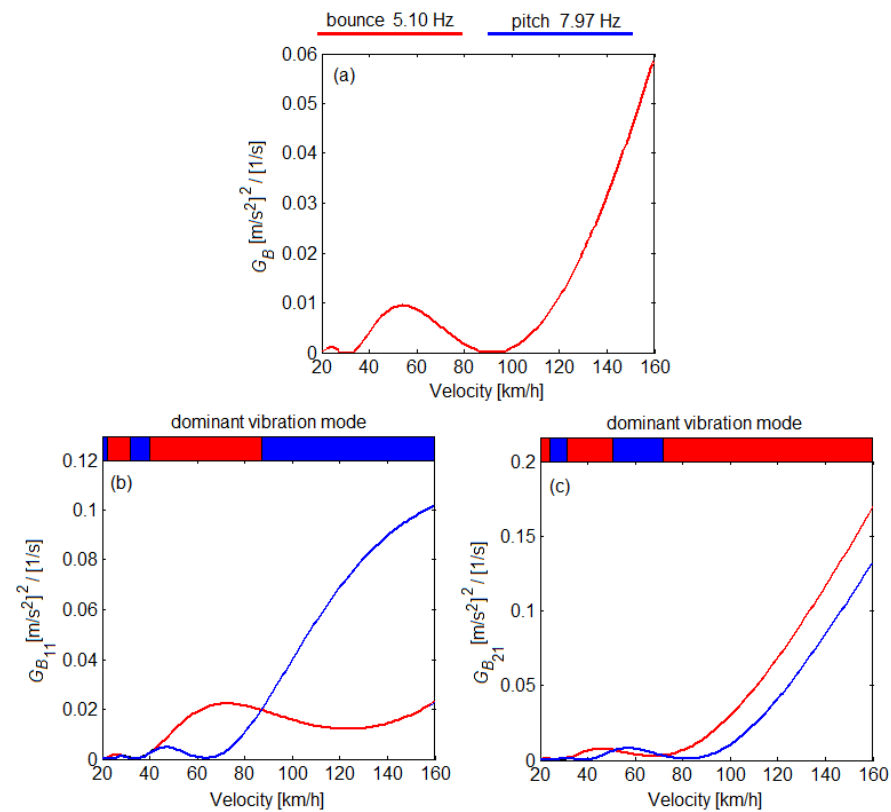 bounce 5.10 Hz pitch 7.97 Hz
(a)
0.06
0.05
0.04
0.03
0.02
0.01
0
G_B [m/s²]² / [1/s]
20 40 60 80 100 120 140 160
Velocity [km/h]
dominant vibration mode
(b)
0.12
0.1
0.08
0.06
0.04
0.02
0
G_B₁₁ [m/s²]² / [1/s]
20 40 60 80 100 120 140 160
Velocity [km/h]
dominant vibration mode
(c)
0.2
0.15
0.1
0.05
0
G_B₂₁ [m/s²]² / [1/s]
20 40 60 80 100 120 140 160
Velocity [km/h]